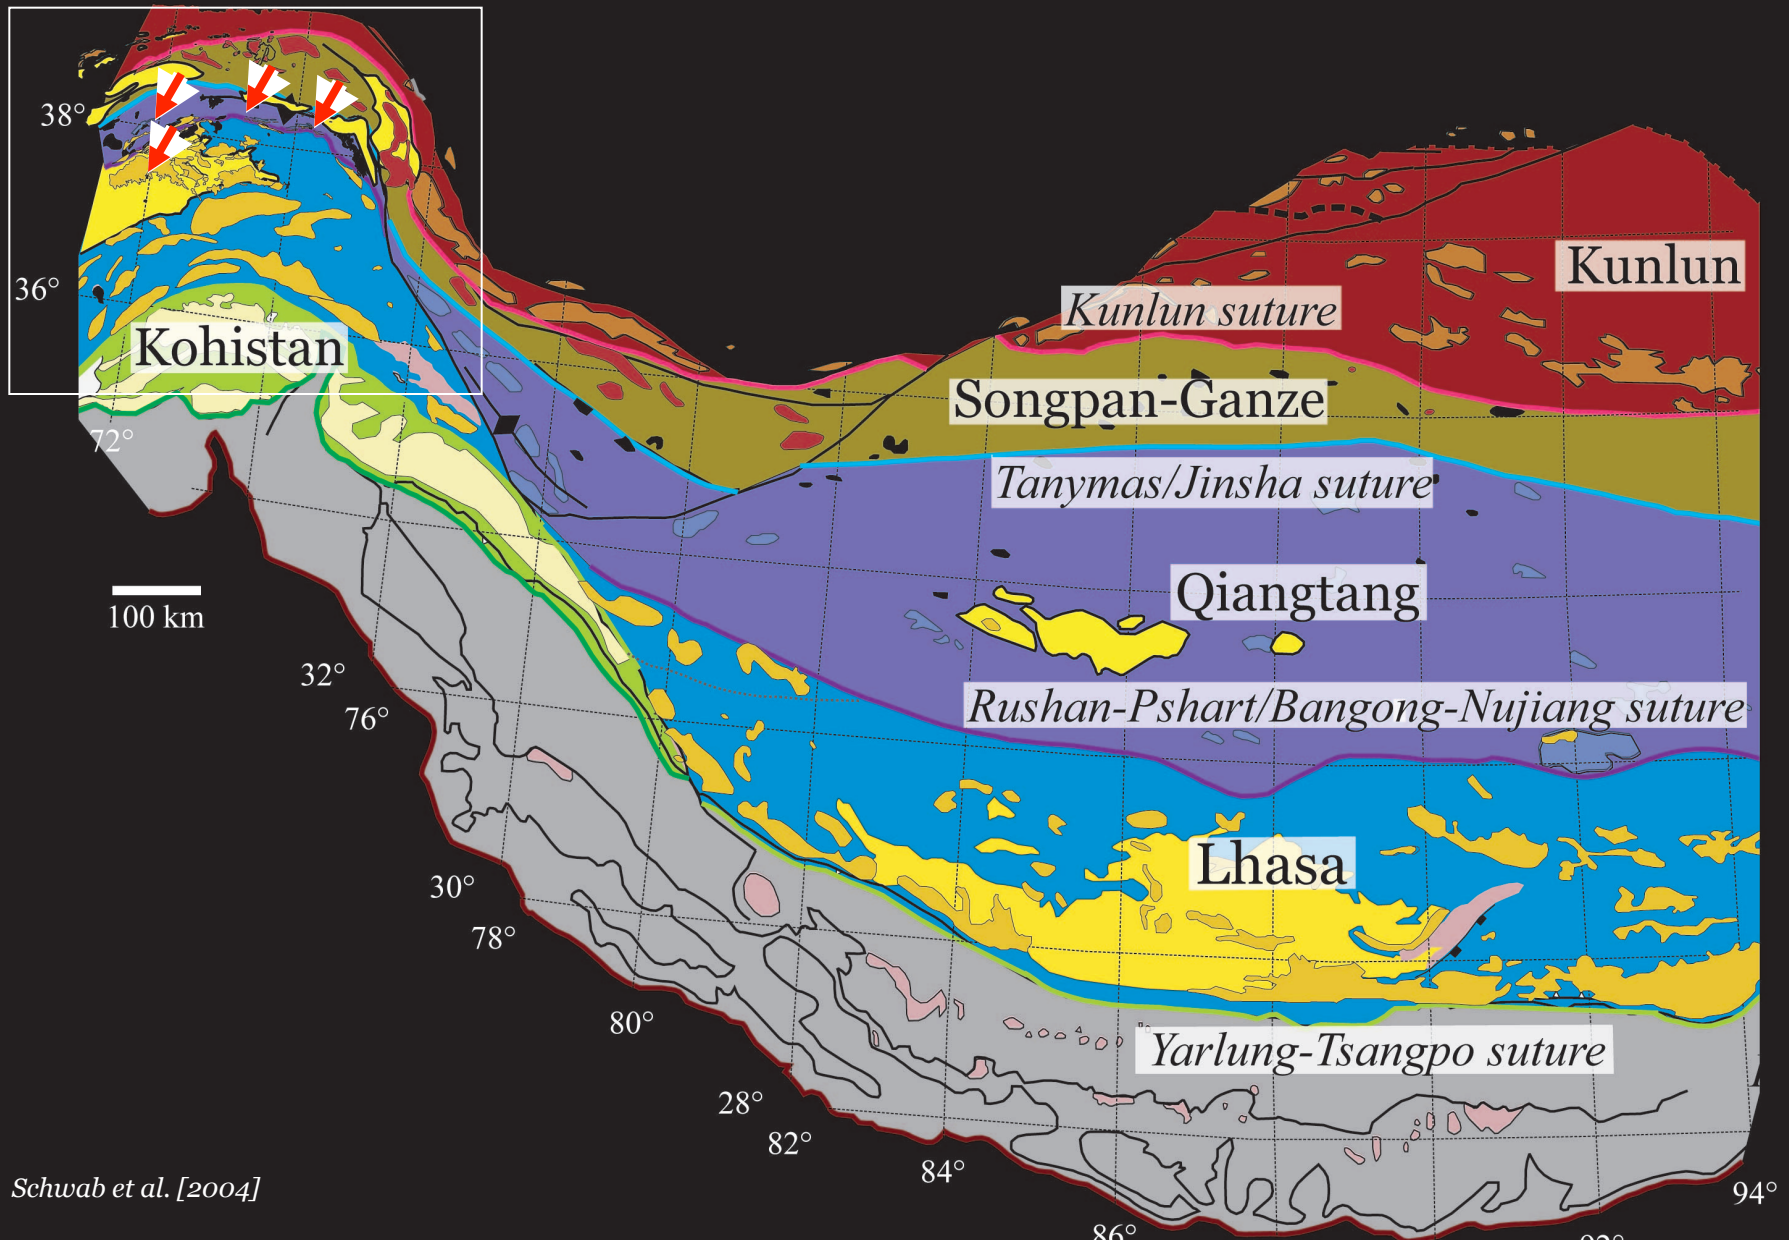 38°
Kunlun
36°
Kunlun suture
Kohistan
Songpan-Ganze
72°
Tanymas/Jinsha suture
Qiangtang
100 km
32°
76°
Rushan-Pshart/Bangong-Nujiang suture
Lhasa
30°
78°
80°
Yarlung-Tsangpo suture
28°
82°
84°
Schwab et al. [2004]
94°
86°